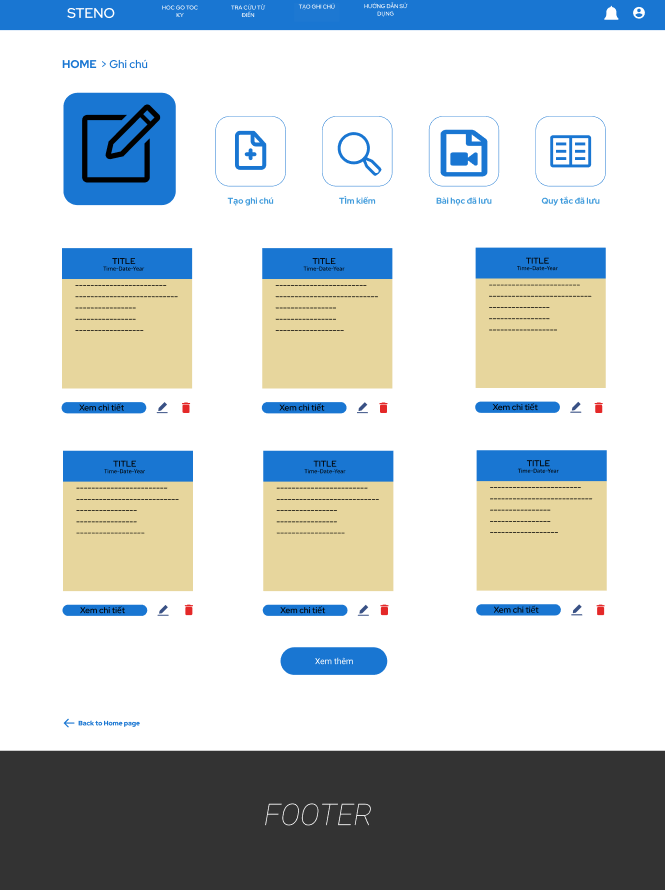 STENO
HOC GO TOC
KY
TRA CỨU TỪ
ĐIỂN
TẠO GHI CHÚ
HƯỚNG DẪN SỬ
DỤNG
HOME > Ghi chú
Tạo ghi chú
Tìm kiếm
Bài học đã lưu
Quy tắc đã lưu
TITLE
Time-Date-Year
TITLE
Time-Date-Year
TITLE
Time-Date-Year
Xem chi tiết
Xem chi tiết
Xem chi tiết
TITLE
Time-Date-Year
TITLE
Time-Date-Year
TITLE
Time-Date-Year
Xem chi tiết
Xem chi tiết
Xem chi tiết
Xem thêm
Back to Home page
FOOTER